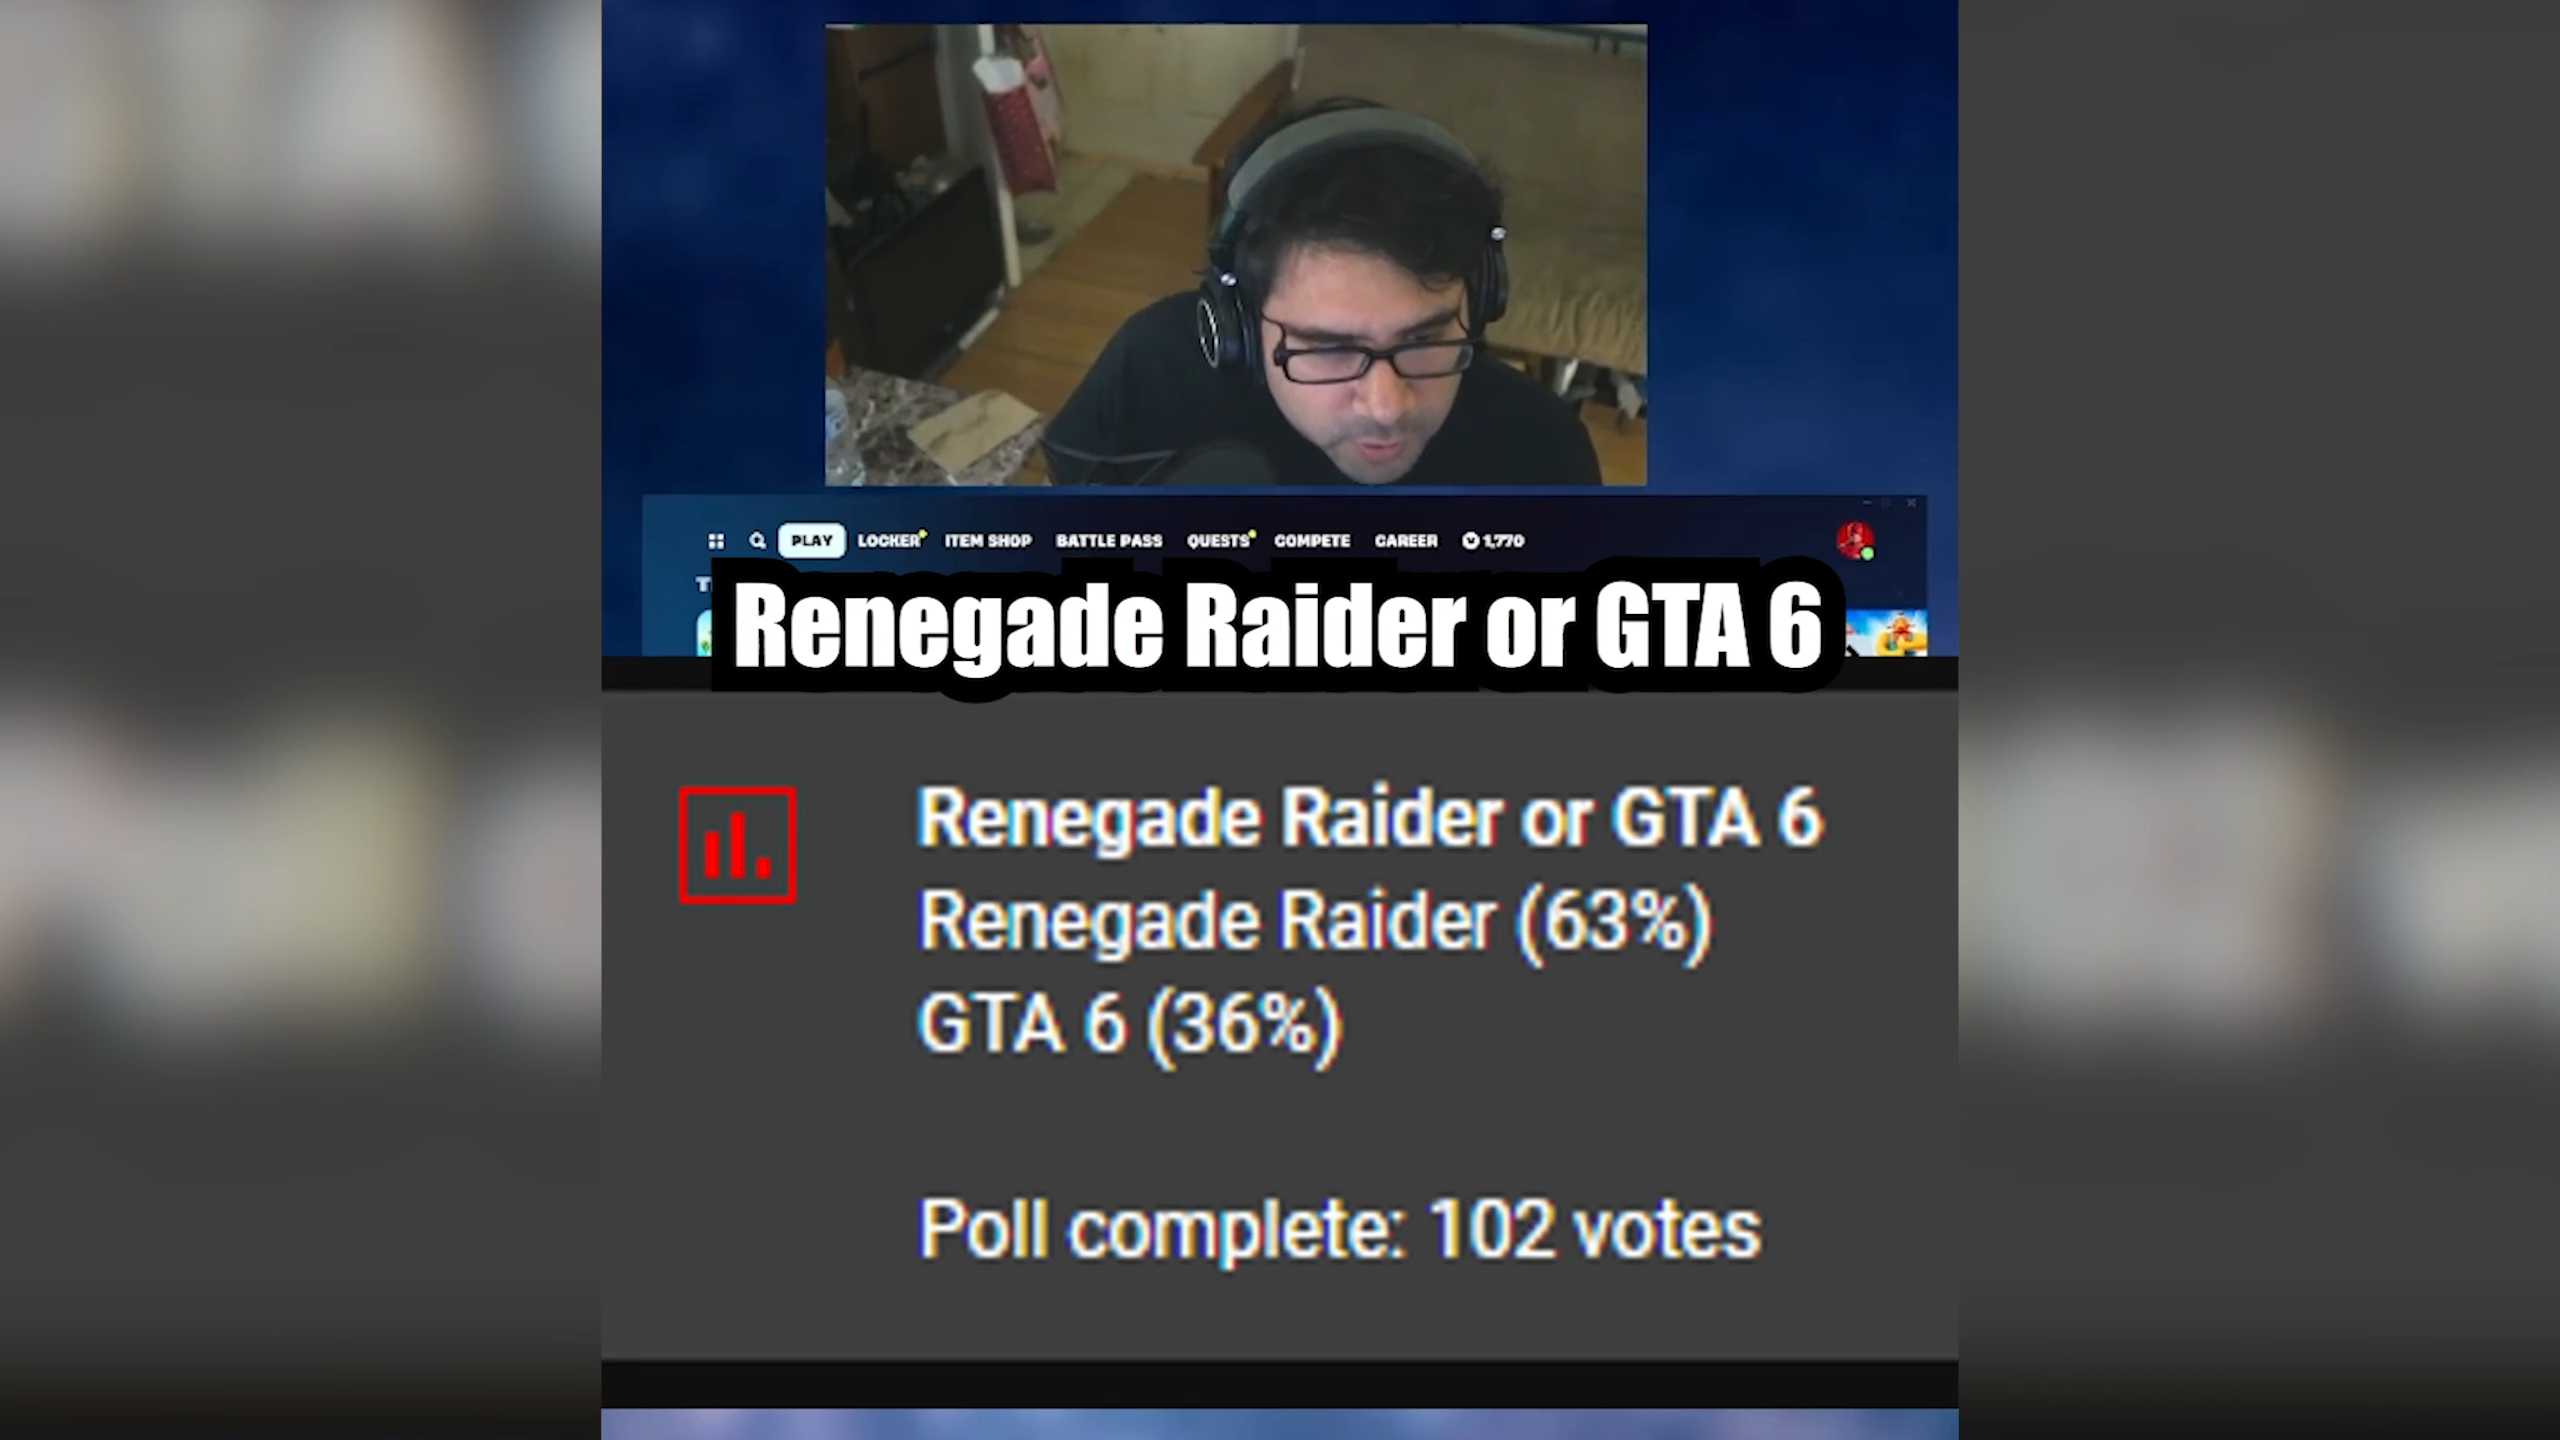 PLAY LOCKER ITEM SHOP BATTLE PASS QUESTS COMPETE CAREER 1,770
Renegade Raider or GTA 6
Renegade Raider or GTA 6
Renegade Raider (63%)
GTA 6 (36%)
Poll complete: 102 votes